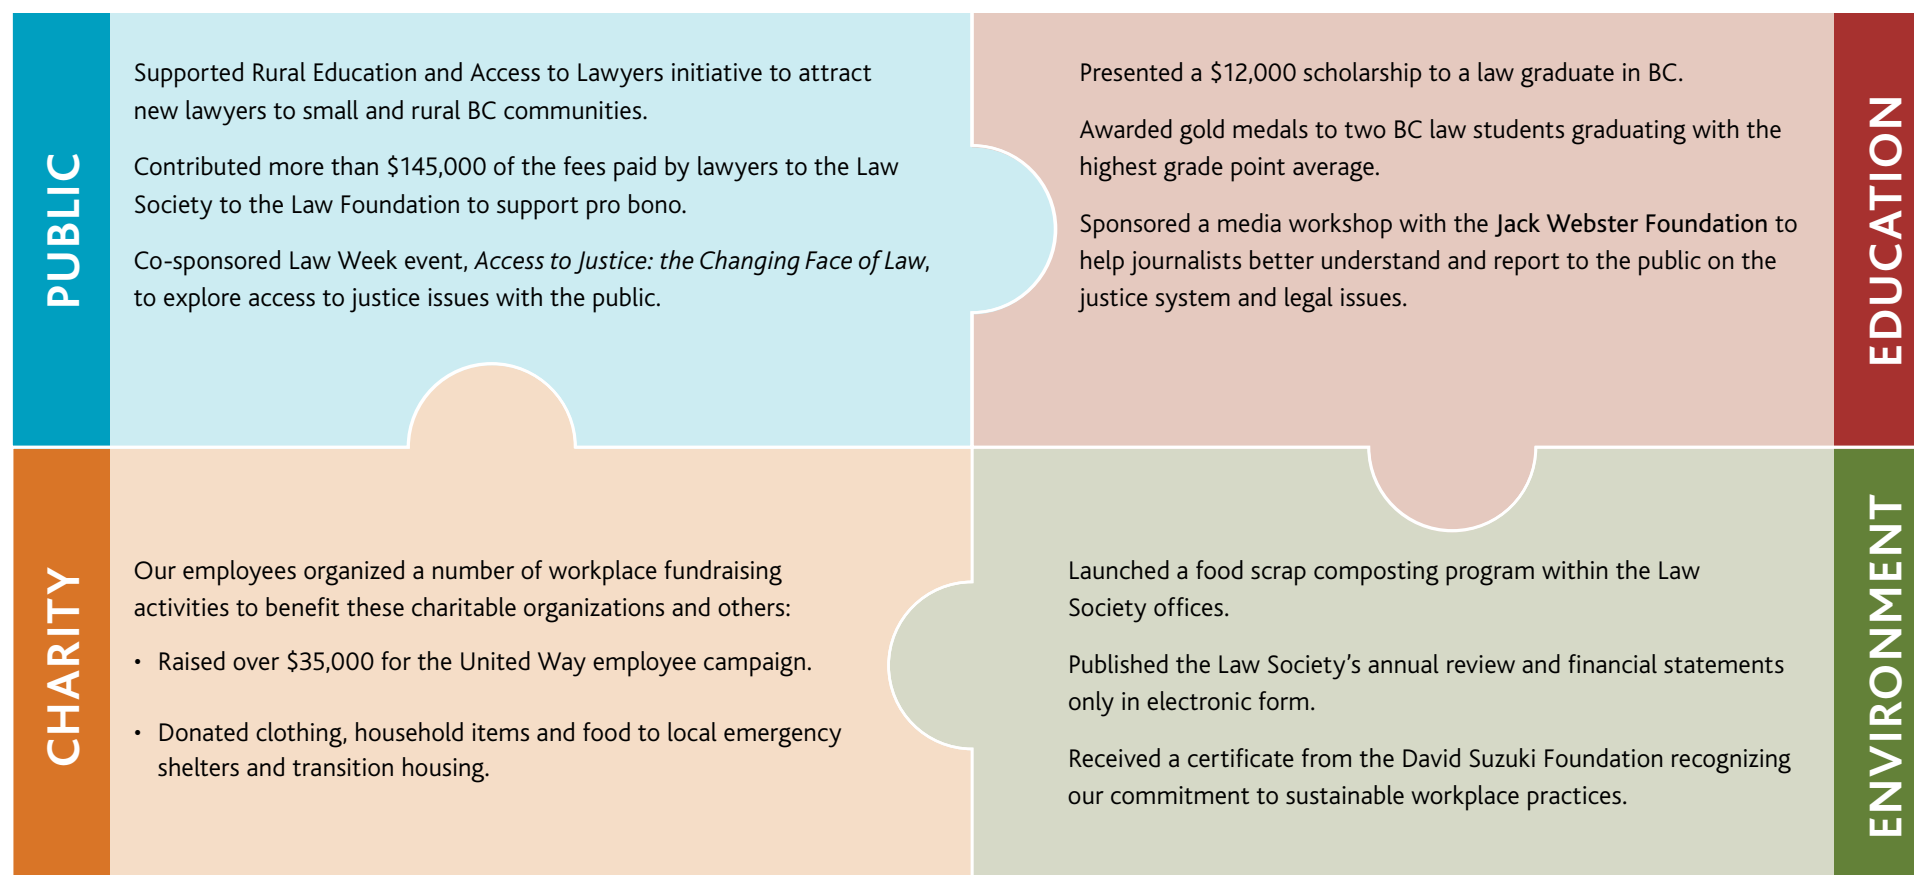 PUBLIC
Supported Rural Education and Access to Lawyers initiative to attract
new lawyers to small and rural BC communities.
Contributed more than $145,000 of the fees paid by lawyers to the Law
Society to the Law Foundation to support pro bono.
Co-sponsored Law Week event, Access to Justice: the Changing Face of Law,
to explore access to justice issues with the public.
EDUCATION
Presented a $12,000 scholarship to a law graduate in BC.
Awarded gold medals to two BC law students graduating with the
highest grade point average.
Sponsored a media workshop with the Jack Webster Foundation to
help journalists better understand and report to the public on the
justice system and legal issues.
CHARITY
Our employees organized a number of workplace fundraising
activities to benefit these charitable organizations and others:
• Raised over $35,000 for the United Way employee campaign.
• Donated clothing, household items and food to local emergency
shelters and transition housing.
ENVIRONMENT
Launched a food scrap composting program within the Law
Society offices.
Published the Law Society’s annual review and financial statements
only in electronic form.
Received a certificate from the David Suzuki Foundation recognizing
our commitment to sustainable workplace practices.